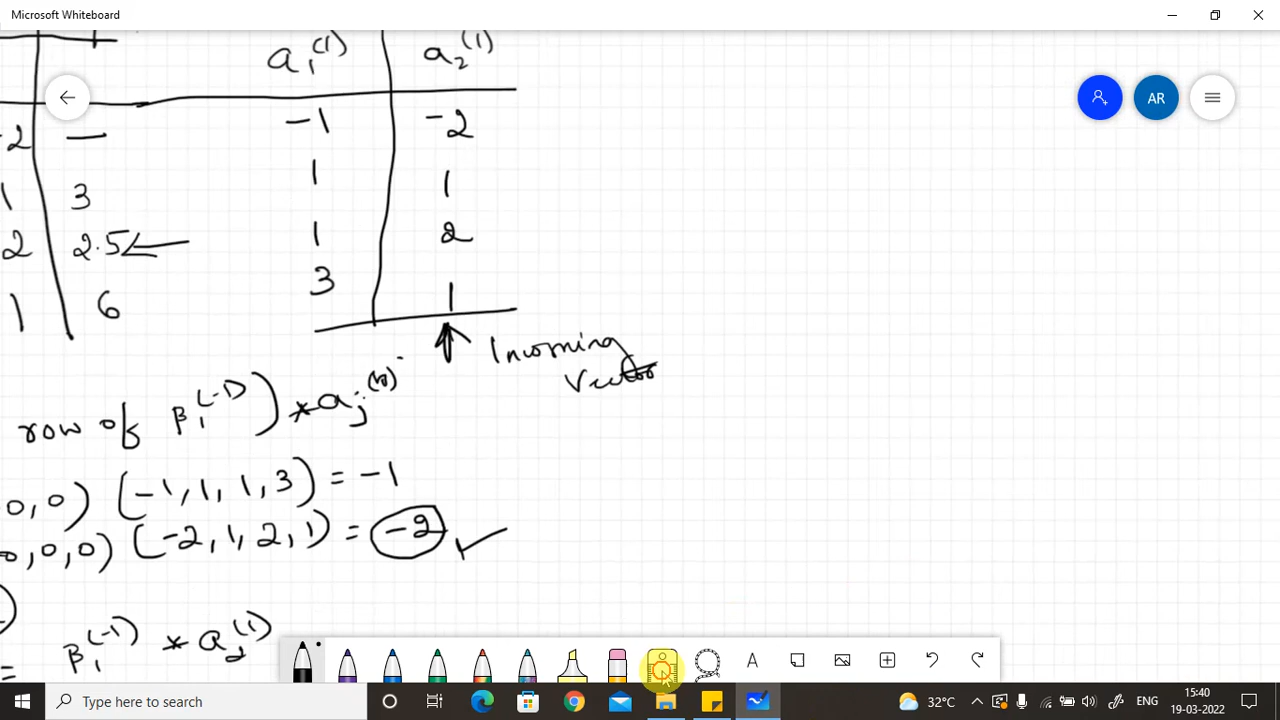 Microsoft Whiteboard
a₁⁽¹⁾ a₂⁽¹⁾
-2 — -1 -2
1 3 1 1
2 2.5 ← 1 2
1 6 3 1
↑ Incoming
Vector
row of β₁⁽⁻¹⁾) * aⱼ⁽¹⁾
0, 0) (-1, 1, 1, 3) = -1
0, 0, 0) (-2, 1, 2, 1) = -2 ✓
= β₁⁽⁻¹⁾ * a₂⁽¹⁾
AR
A
Type here to search
32°C
ENG
15:40
19-03-2022